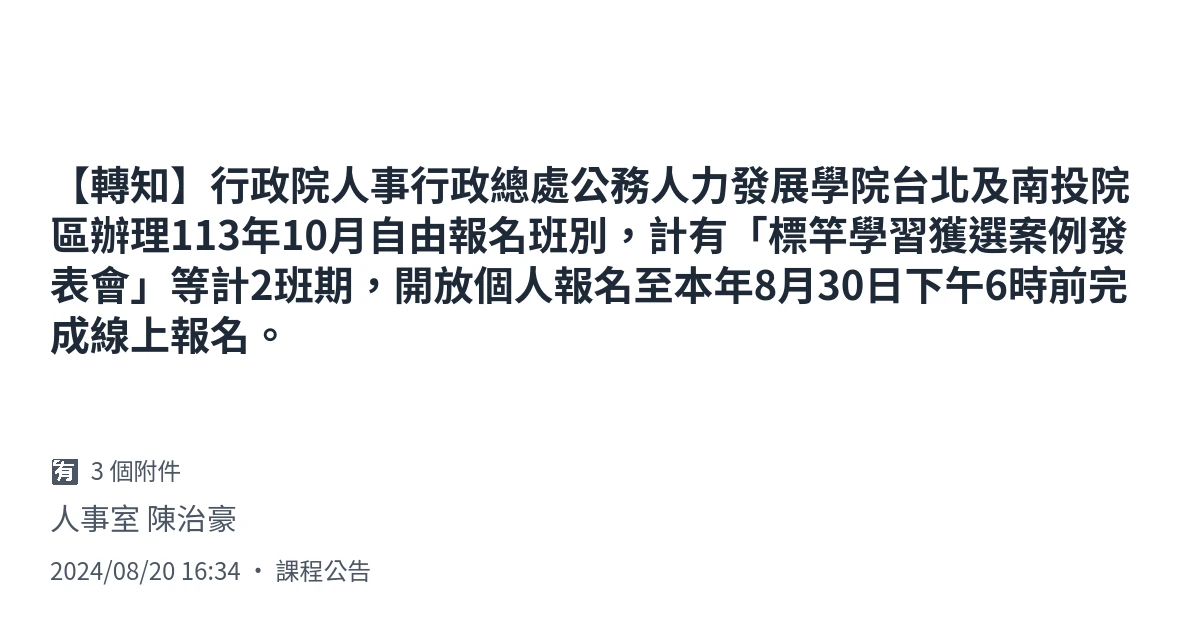 【轉知】行政院人事行政總處公務人力發展學院台北及南投院
區辦理113年10月自由報名班別，計有「標竿學習獲選案例發
表會」等計2班期，開放個人報名至本年8月30日下午6時前完
成線上報名。
🈶 3 個附件
人事室 陳治豪
2024/08/20 16:34 • 課程公告